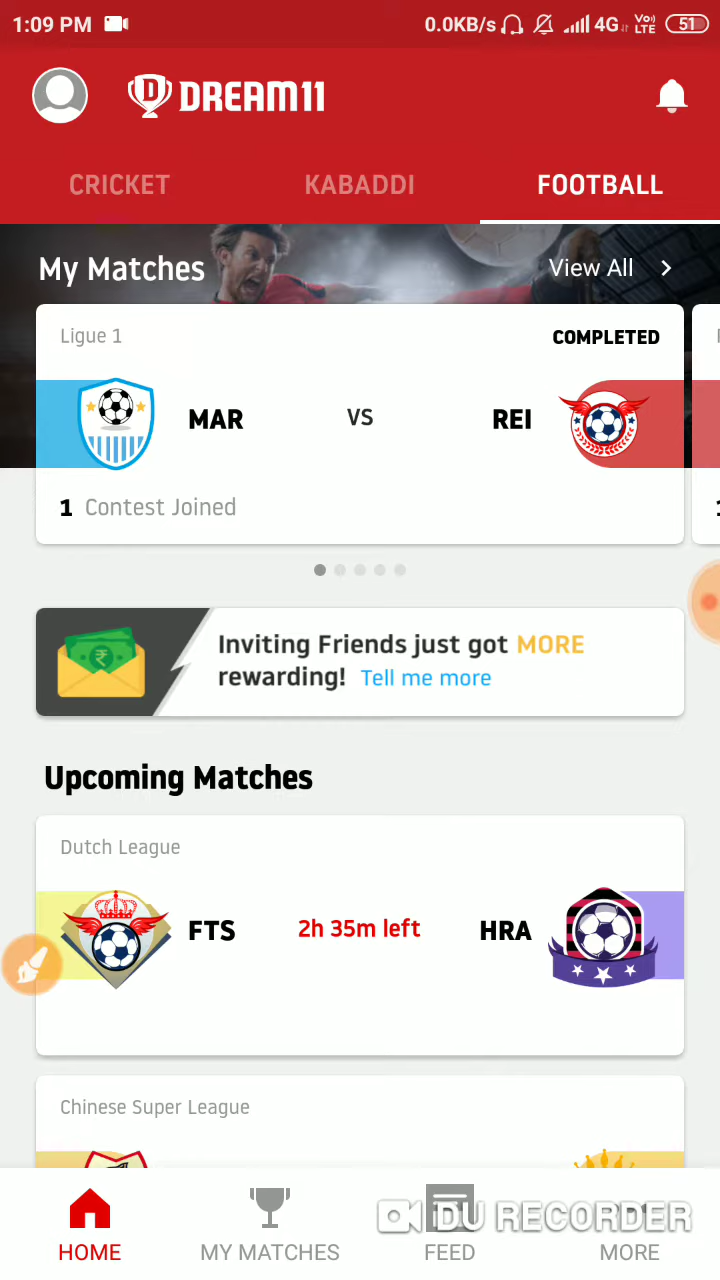 1:09 PM 0.0KB/s 4G Vo) LTE 51
D DREAM11
CRICKET KABADDI FOOTBALL
My Matches View All
Ligue 1 COMPLETED
MAR VS REI
1 Contest Joined
Inviting Friends just got MORE
rewarding! Tell me more
Upcoming Matches
Dutch League
FTS 2h 35m left HRA
Chinese Super League
DU RECORDER
HOME MY MATCHES FEED MORE